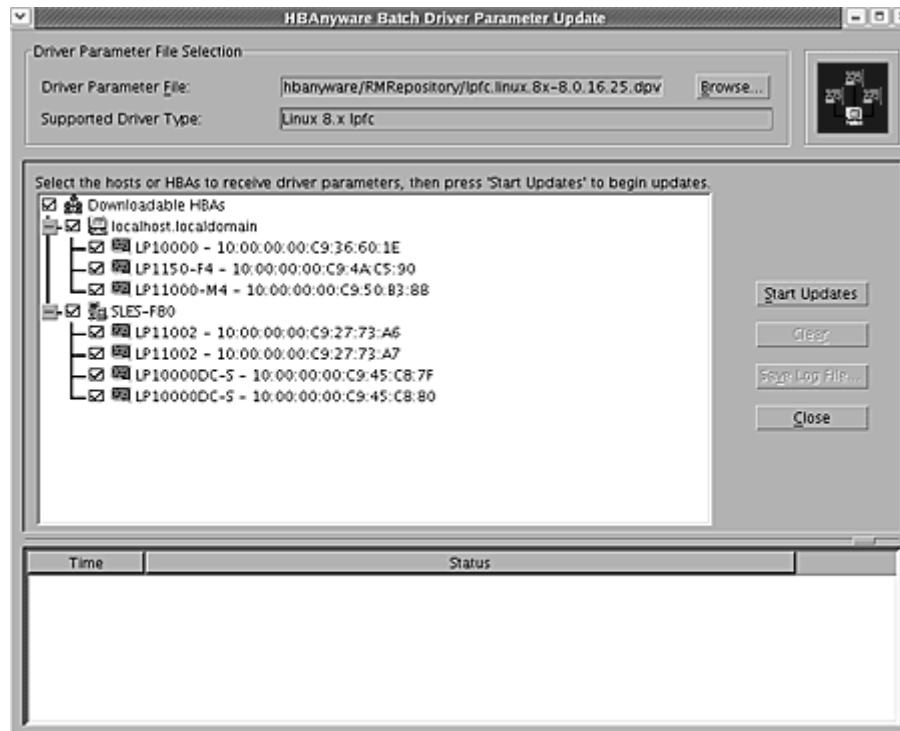 HBAnyware Batch Driver Parameter Update
Driver Parameter File Selection
Driver Parameter File: hbanyware/RMRepository/lpfc.linux.8x-8.0.16.25.dpv Browse...
Supported Driver Type: Linux 8.x lpfc
Select the hosts or HBAs to receive driver parameters, then press 'Start Updates' to begin updates.
Downloadable HBAs
localhost.localdomain
LP10000 - 10:00:00:00:C9:36:60:1E
LP1150-F4 - 10:00:00:00:C9:4A:C5:90
LP11000-M4 - 10:00:00:00:C9:50:B3:8B
SLES-F80
LP11002 - 10:00:00:00:C9:27:73:A6
LP11002 - 10:00:00:00:C9:27:73:A7
LP10000DC-S - 10:00:00:00:C9:45:C8:7F
LP10000DC-S - 10:00:00:00:C9:45:C8:80
Start Updates
Clear
Save Log File...
Close
Time Status